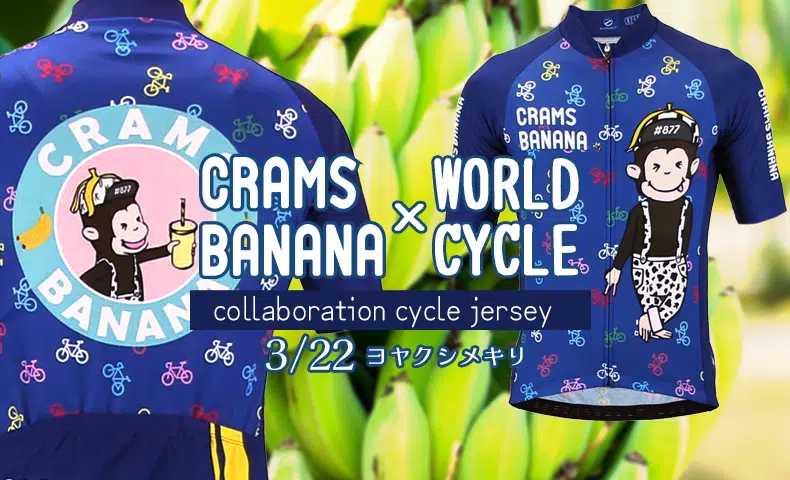 CRAMS
BANANA
×
WORLD
CYCLE
collaboration cycle jersey
3/22 ヨヤクシメキリ
CRAM
BANANA
#877
CRAMS
BANANA
#877
CRAMS BANANA